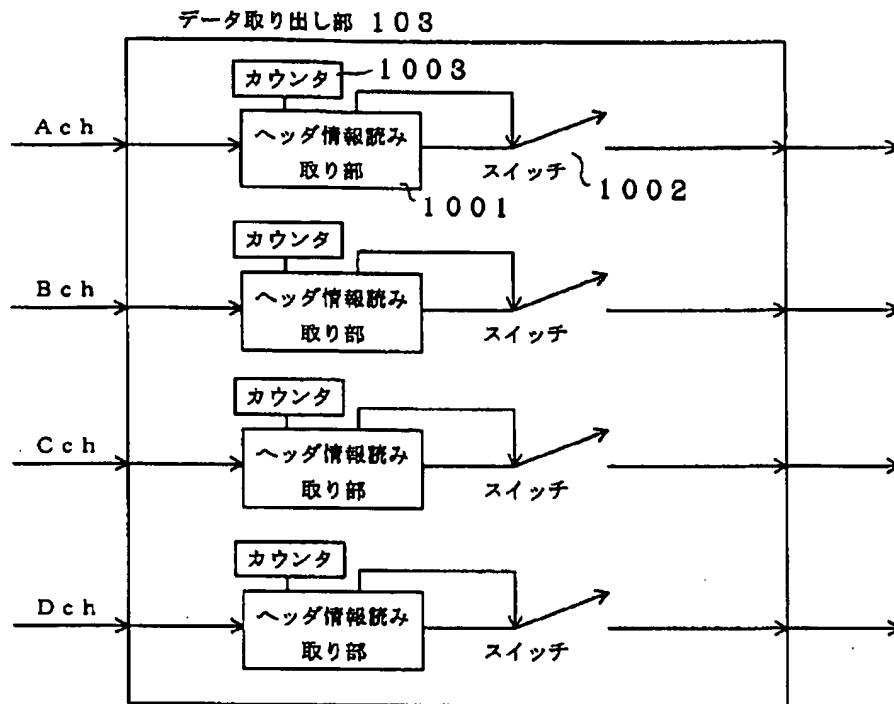 データ取り出し部 103
カウンタ 1003
Ach
ヘッダ情報読み
取り部
スイッチ
1002
1001
カウンタ
Bch
ヘッダ情報読み
取り部
スイッチ
カウンタ
Cch
ヘッダ情報読み
取り部
スイッチ
カウンタ
Dch
ヘッダ情報読み
取り部
スイッチ